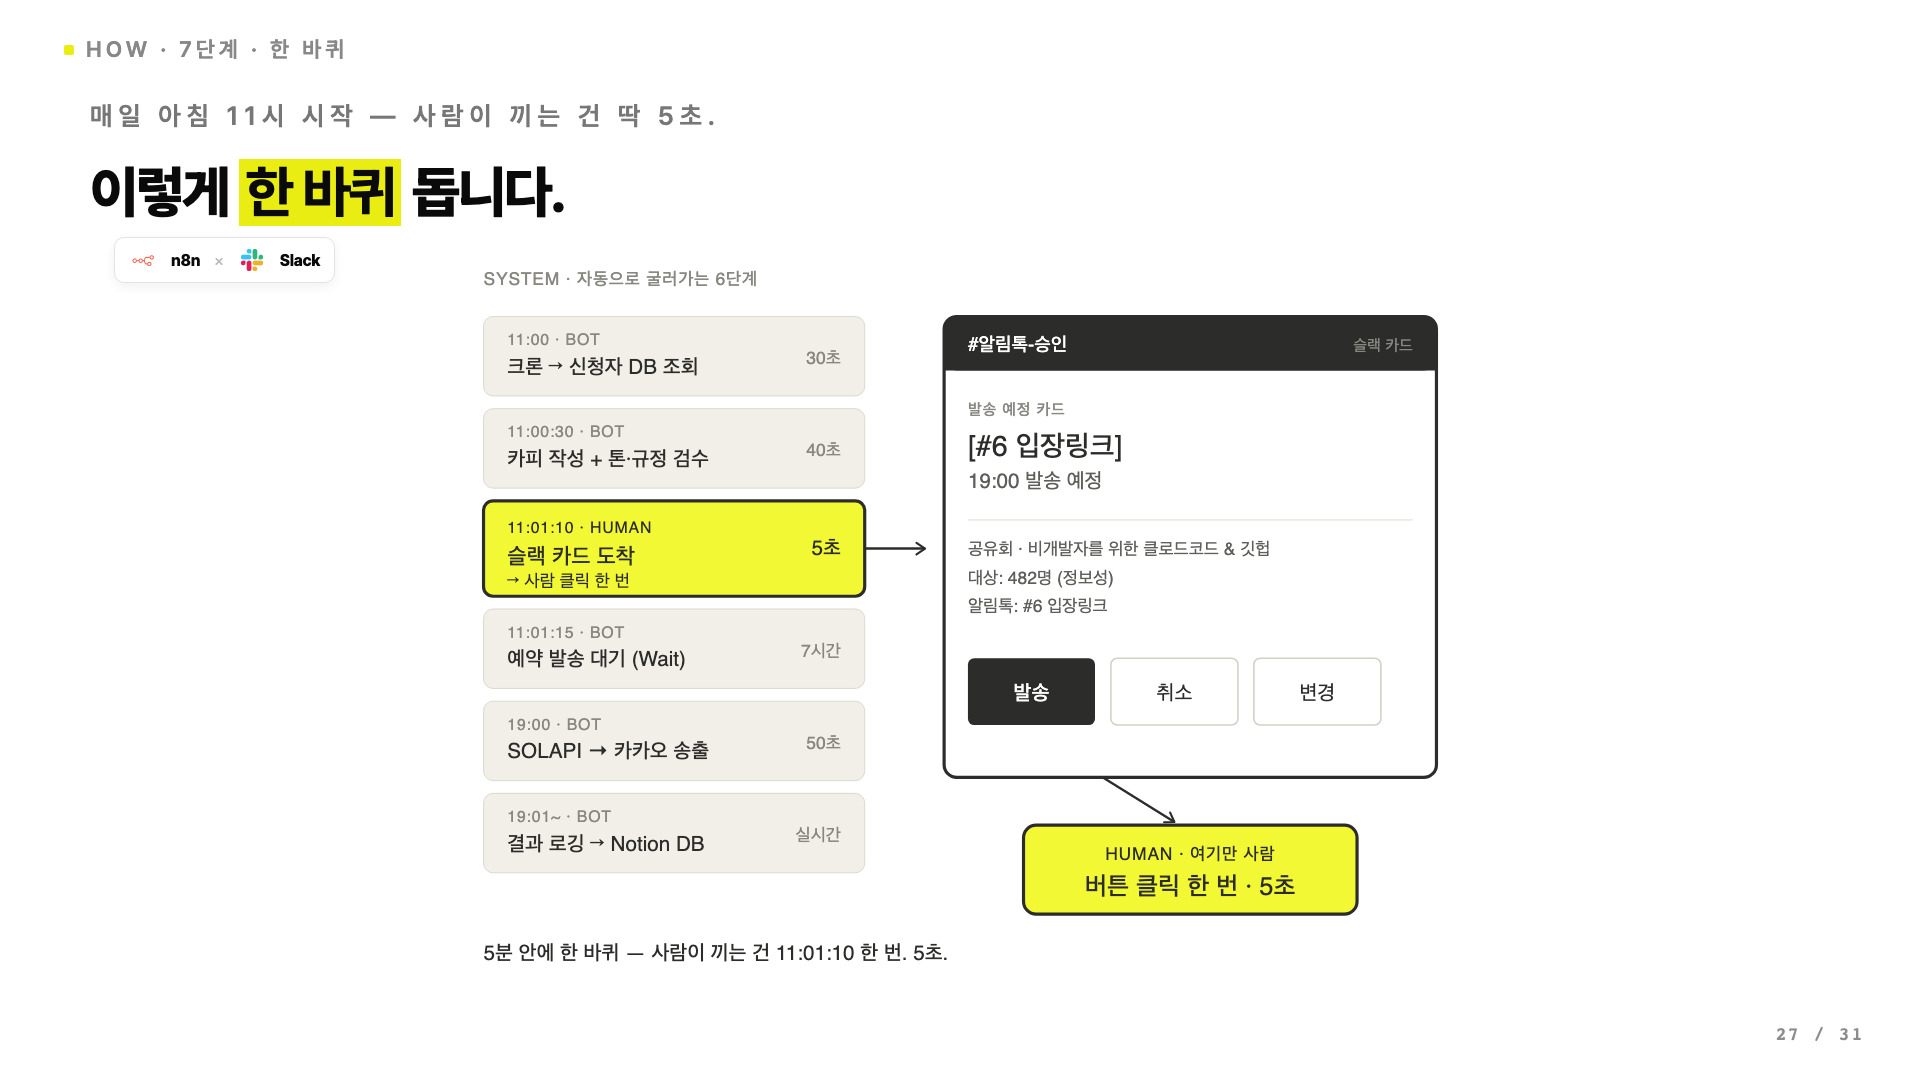 HOW · 7단계 · 한 바퀴
매일 아침 11시 시작 — 사람이 끼는 건 딱 5초.
이렇게 한 바퀴 돕니다.
n8n × Slack
SYSTEM · 자동으로 굴러가는 6단계
11:00 · BOT
크론 → 신청자 DB 조회
30초
11:00:30 · BOT
카피 작성 + 톤·규정 검수
40초
11:01:10 · HUMAN
슬랙 카드 도착
→ 사람 클릭 한 번
5초
11:01:15 · BOT
예약 발송 대기 (Wait)
7시간
19:00 · BOT
SOLAPI → 카카오 송출
50초
19:01~ · BOT
결과 로깅 → Notion DB
실시간
#알림톡-승인
슬랙 카드
발송 예정 카드
[#6 입장링크]
19:00 발송 예정
공유회 · 비개발자를 위한 클로드코드 & 깃헙
대상: 482명 (정보성)
알림톡: #6 입장링크
발송
취소
변경
HUMAN · 여기만 사람
버튼 클릭 한 번 · 5초
5분 안에 한 바퀴 — 사람이 끼는 건 11:01:10 한 번. 5초.
27 / 31